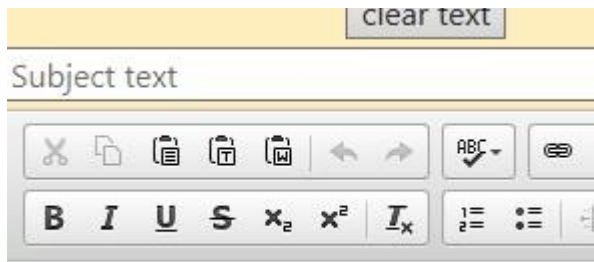 clear text
Subject text
ABC
B I U S x₂ x² Tx